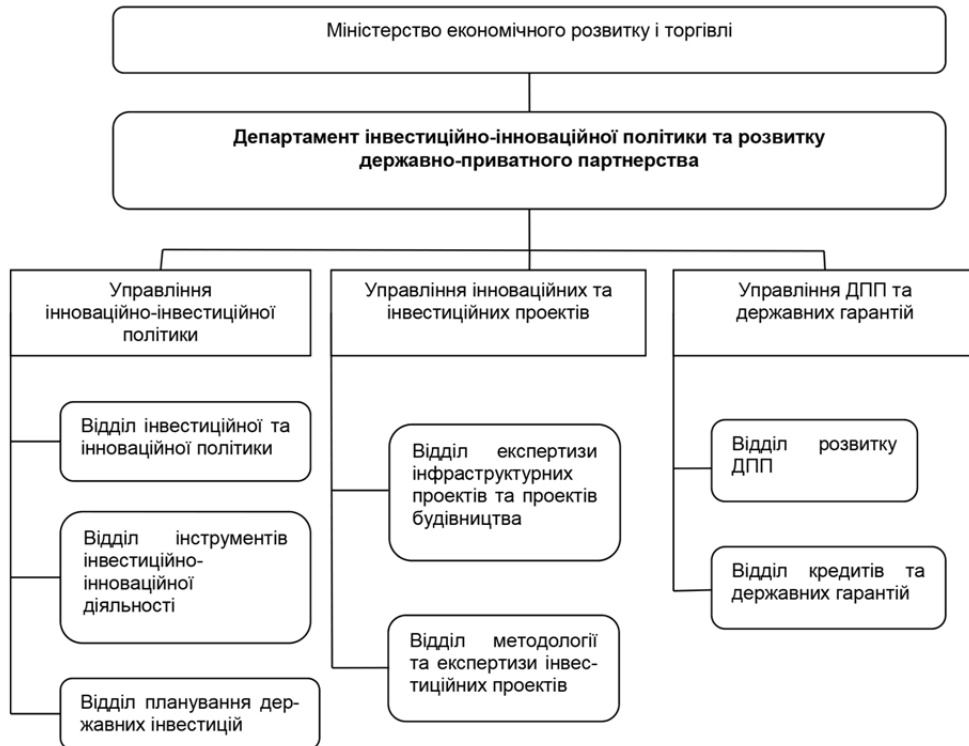 Міністерство економічного розвитку і торгівлі
Департамент інвестиційно-інноваційної політики та розвитку
державно-приватного партнерства
Управління
інноваційно-інвестиційної
політики
Управління інноваційних та
інвестиційних проектів
Управління ДПП та
державних гарантій
Відділ інвестиційної та
інноваційної політики
Відділ інструментів
інвестиційно-
інноваційної
діяльності
Відділ планування дер-
жавних інвестицій
Відділ експертизи
інфраструктурних
проектів та проектів
будівництва
Відділ методології
та експертизи інвес-
тиційних проектів
Відділ розвитку
ДПП
Відділ кредитів та
державних гарантій